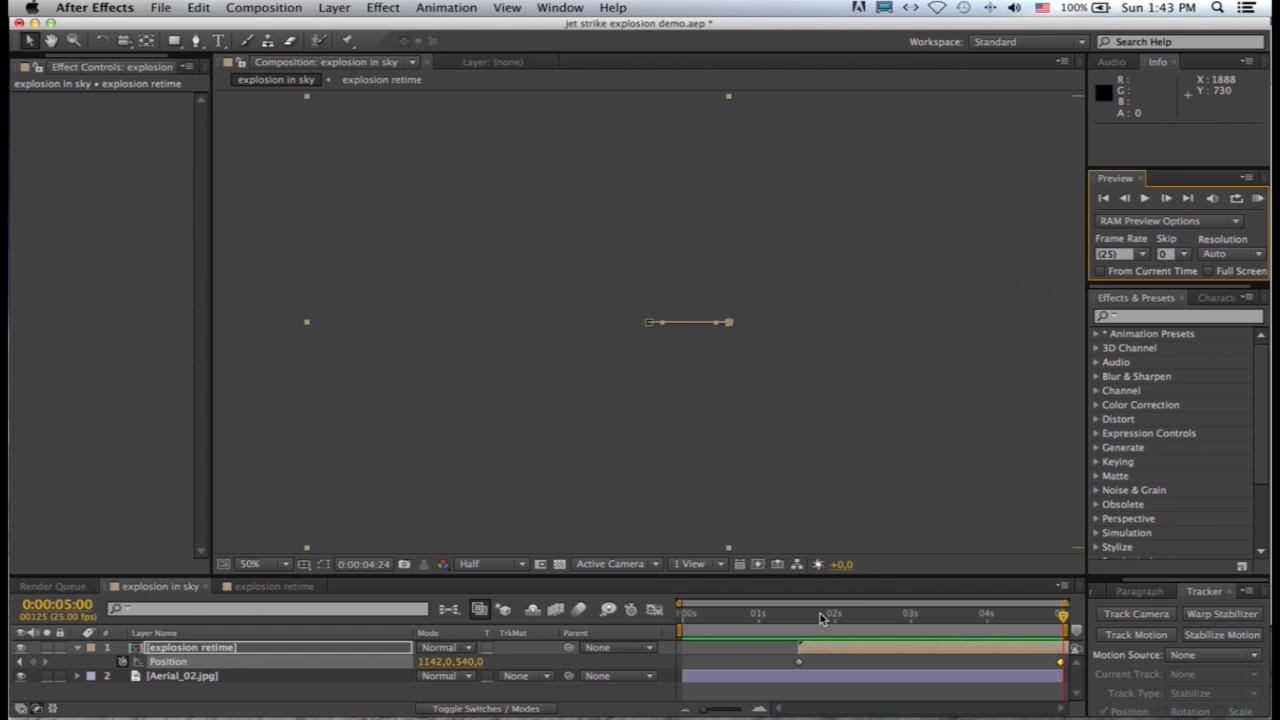 After Effects File Edit Composition Layer Effect Animation View Window Help 100% Sun 1:43 PM
jet strike explosion demo.aep *
Workspace: Standard Search Help
Effect Controls: explosion Composition: explosion in sky Layer: (none) Audio Info
explosion in sky • explosion retime explosion in sky explosion retime
R : X : 1888
G : Y : 730
B :
A : 0
Preview
RAM Preview Options
Frame Rate Skip Resolution
(25) 0 Auto
From Current Time Full Screen
Effects & Presets Charact
* Animation Presets
3D Channel
Audio
Blur & Sharpen
Channel
Color Correction
Distort
Expression Controls
Generate
Keying
Matte
Noise & Grain
Obsolete
Perspective
Simulation
Stylize
50% 0:00:04:24 Half Active Camera 1 View +0,0
Render Queue explosion in sky explosion retime Paragraph Tracker
0:00:05:00
00125 (25.00 fps)
:00s 01s 02s 03s 04s
Track Camera Warp Stabilizer
# Layer Name Mode T TrkMat Parent
Track Motion Stabilize Motion
1 [explosion retime] Normal None
Motion Source: None
Position 1142,0,540,0
Current Track: None
2 [Aerial_02.jpg] Normal None None
Track Type: Stabilize
Toggle Switches / Modes
Position Rotation Scale